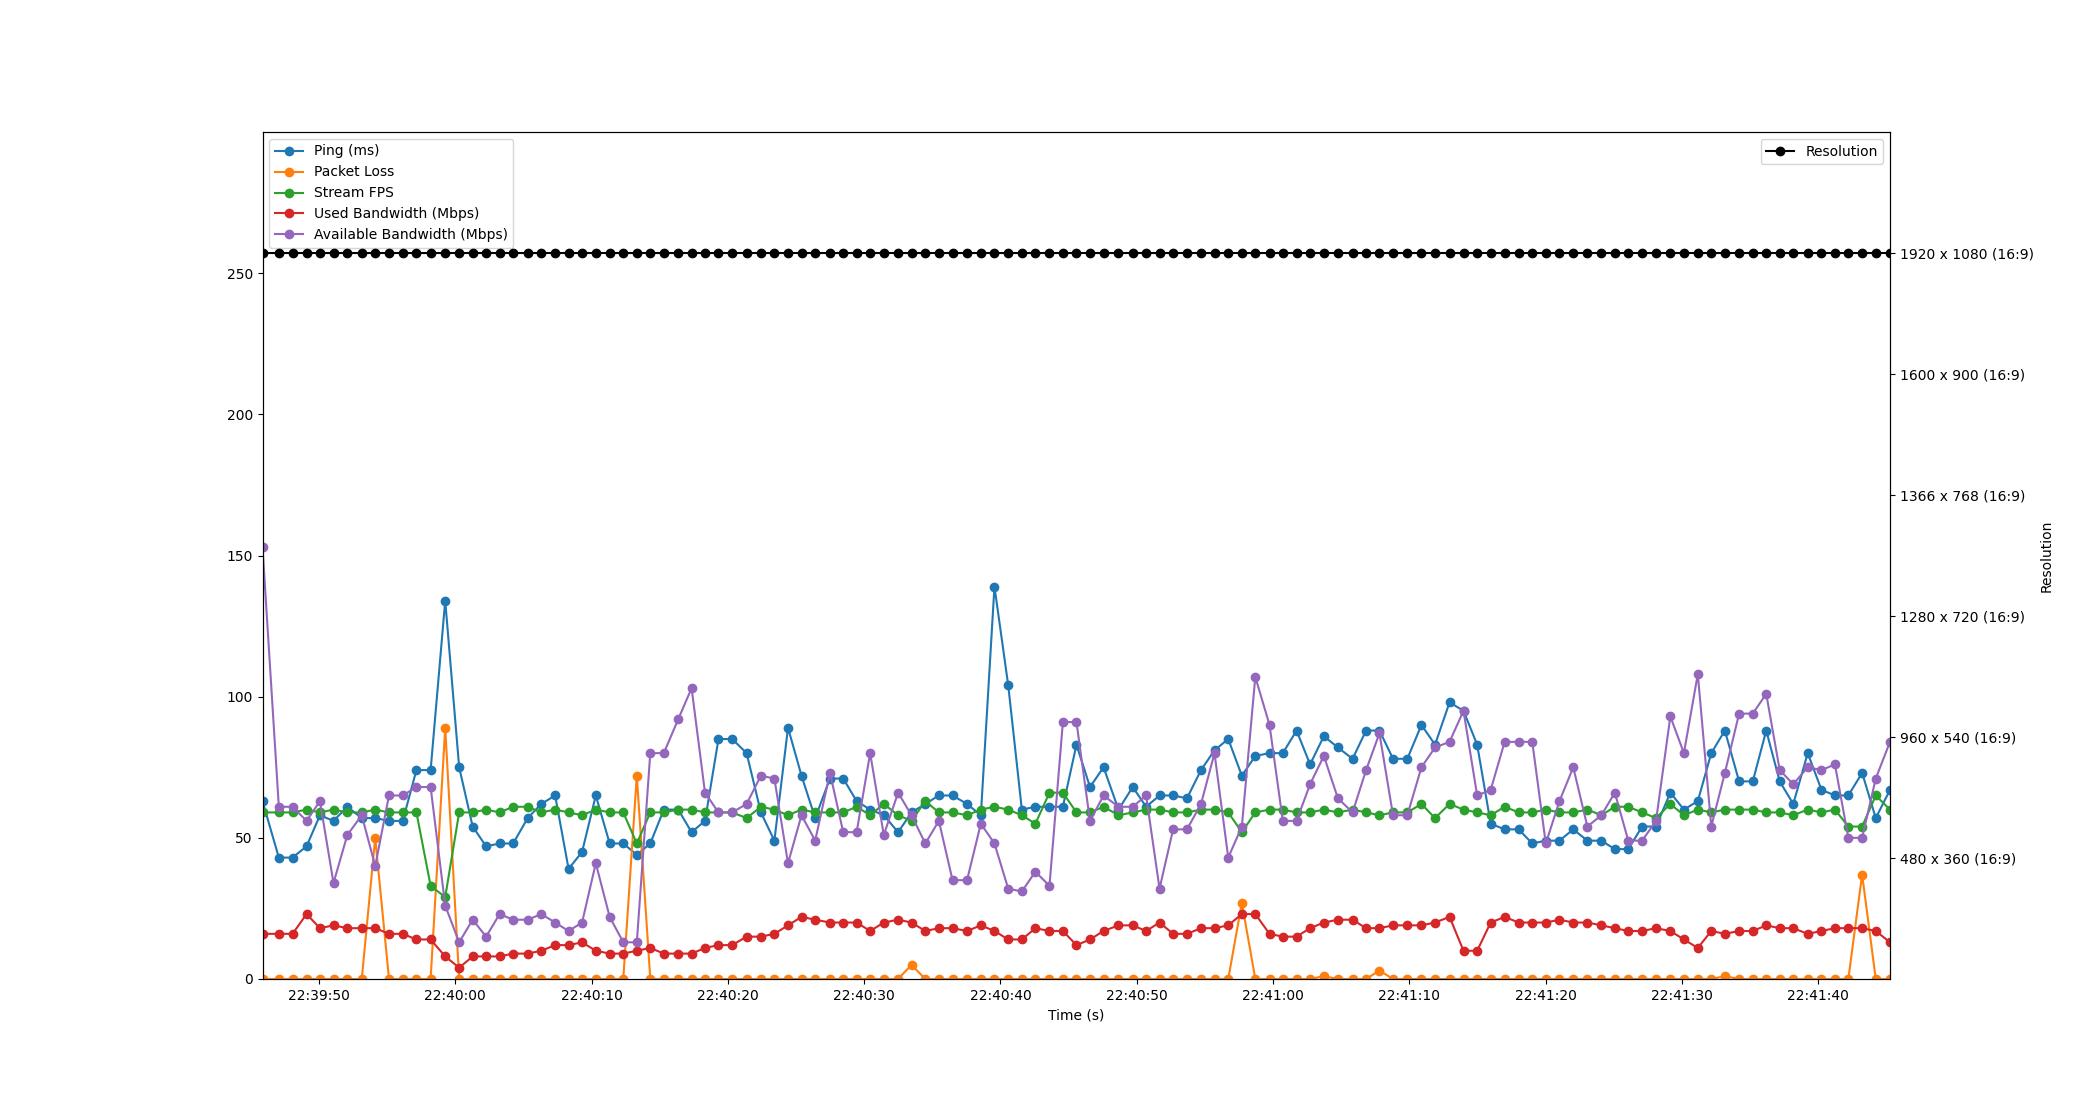 Ping (ms)
Packet Loss
Stream FPS
Used Bandwidth (Mbps)
Available Bandwidth (Mbps)
Resolution
250
200
150
100
50
0
1920 x 1080 (16:9)
1600 x 900 (16:9)
1366 x 768 (16:9)
1280 x 720 (16:9)
960 x 540 (16:9)
480 x 360 (16:9)
Resolution
22:39:50 22:40:00 22:40:10 22:40:20 22:40:30 22:40:40 22:40:50 22:41:00 22:41:10 22:41:20 22:41:30 22:41:40
Time (s)